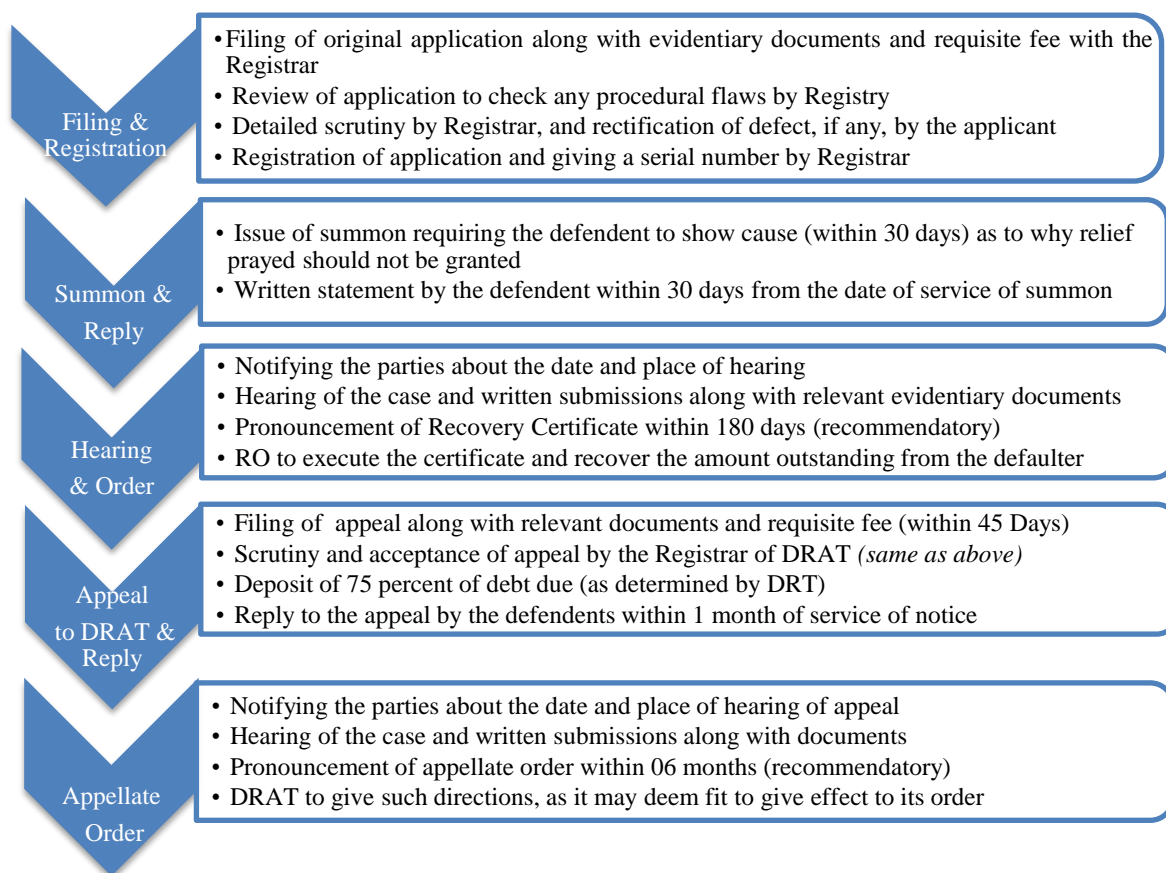 Filing &
Registration
•Filing of original application along with evidentiary documents and requisite fee with the
Registrar
• Review of application to check any procedural flaws by Registry
• Detailed scrutiny by Registrar, and rectification of defect, if any, by the applicant
• Registration of application and giving a serial number by Registrar
Summon &
Reply
• Issue of summon requiring the defendent to show cause (within 30 days) as to why relief
prayed should not be granted
• Written statement by the defendent within 30 days from the date of service of summon
Hearing
& Order
• Notifying the parties about the date and place of hearing
• Hearing of the case and written submissions along with relevant evidentiary documents
• Pronouncement of Recovery Certificate within 180 days (recommendatory)
• RO to execute the certificate and recover the amount outstanding from the defaulter
Appeal
to DRAT &
Reply
• Filing of appeal along with relevant documents and requisite fee (within 45 Days)
• Scrutiny and acceptance of appeal by the Registrar of DRAT (same as above)
• Deposit of 75 percent of debt due (as determined by DRT)
• Reply to the appeal by the defendents within 1 month of service of notice
Appellate
Order
• Notifying the parties about the date and place of hearing of appeal
• Hearing of the case and written submissions along with documents
• Pronouncement of appellate order within 06 months (recommendatory)
• DRAT to give such directions, as it may deem fit to give effect to its order